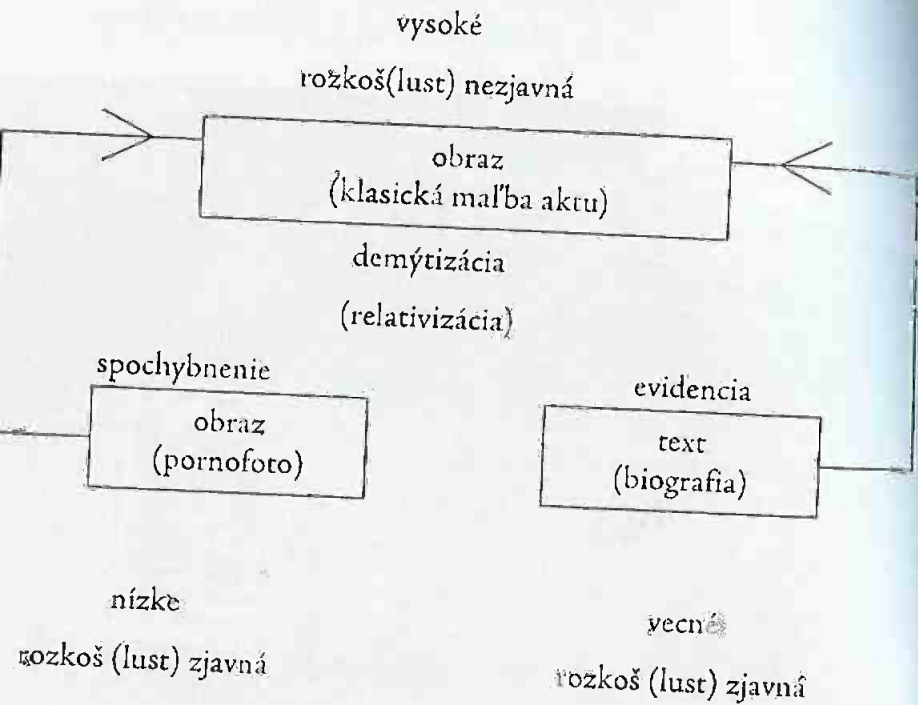 vysoké
rozkoš(lust) nezjavná
obraz
(klasická maľba aktu)
demýtizácia
(relativizácia)
spochybnenie
obraz
(pornofoto)
evidencia
text
(biografia)
nízke
rozkoš (lust) zjavná
vecné
rozkoš (lust) zjavná